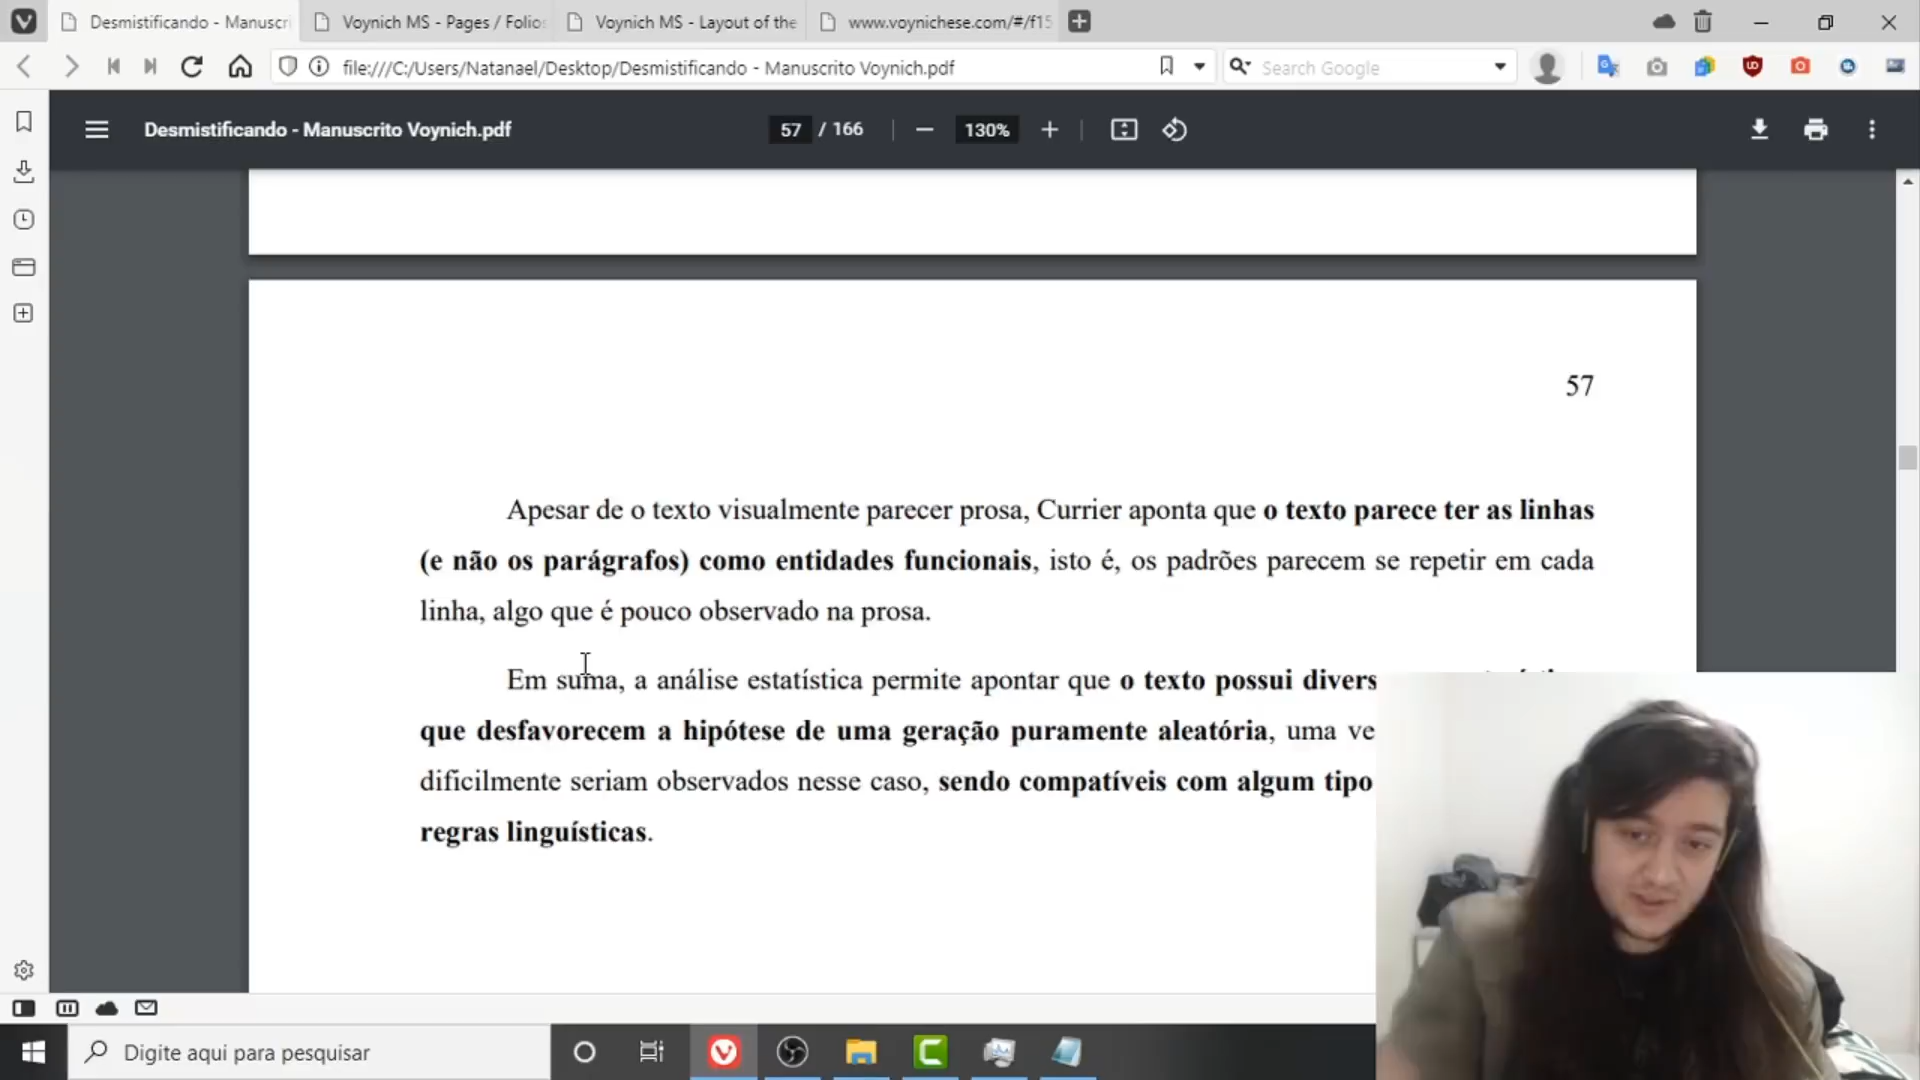 Desmistificando - Manuscri
Voynich MS - Pages / Folios
Voynich MS - Layout of the
www.voynichese.com/#/f15
file:///C:/Users/Natanael/Desktop/Desmistificando - Manuscrito Voynich.pdf
Search Google
Desmistificando - Manuscrito Voynich.pdf
57 / 166
130%
57
Apesar de o texto visualmente parecer prosa, Currier aponta que o texto parece ter as linhas
(e não os parágrafos) como entidades funcionais, isto é, os padrões parecem se repetir em cada
linha, algo que é pouco observado na prosa.
Em suma, a análise estatística permite apontar que o texto possui divers
que desfavorecem a hipótese de uma geração puramente aleatória, uma ve
dificilmente seriam observados nesse caso, sendo compatíveis com algum tipo
regras linguísticas.
Digite aqui para pesquisar